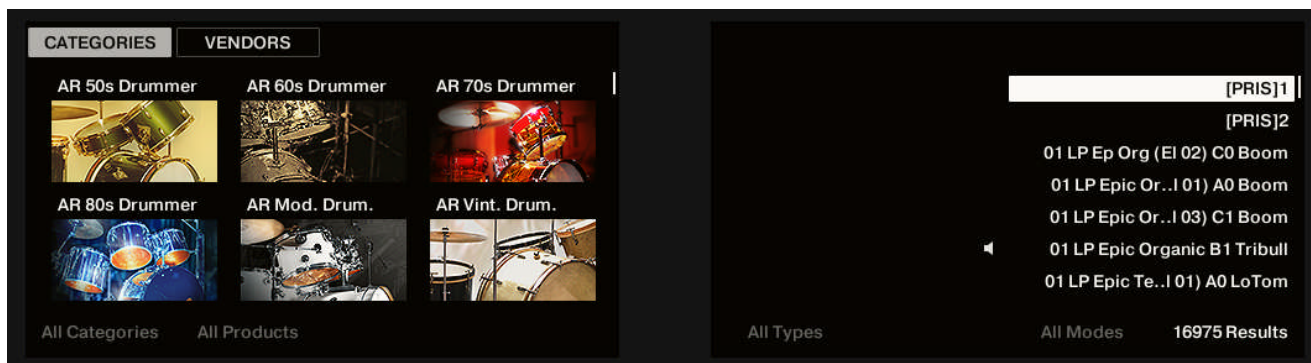 CATEGORIES VENDORS
AR 50s Drummer AR 60s Drummer AR 70s Drummer
AR 80s Drummer AR Mod. Drum. AR Vint. Drum.
All Categories All Products
[PRIS]1
[PRIS]2
01 LP Ep Org (EI 02) C0 Boom
01 LP Epic Or..I 01) A0 Boom
01 LP Epic Or..I 03) C1 Boom
01 LP Epic Organic B1 Tribull
01 LP Epic Te..I 01) A0 LoTom
All Types All Modes 16975 Results